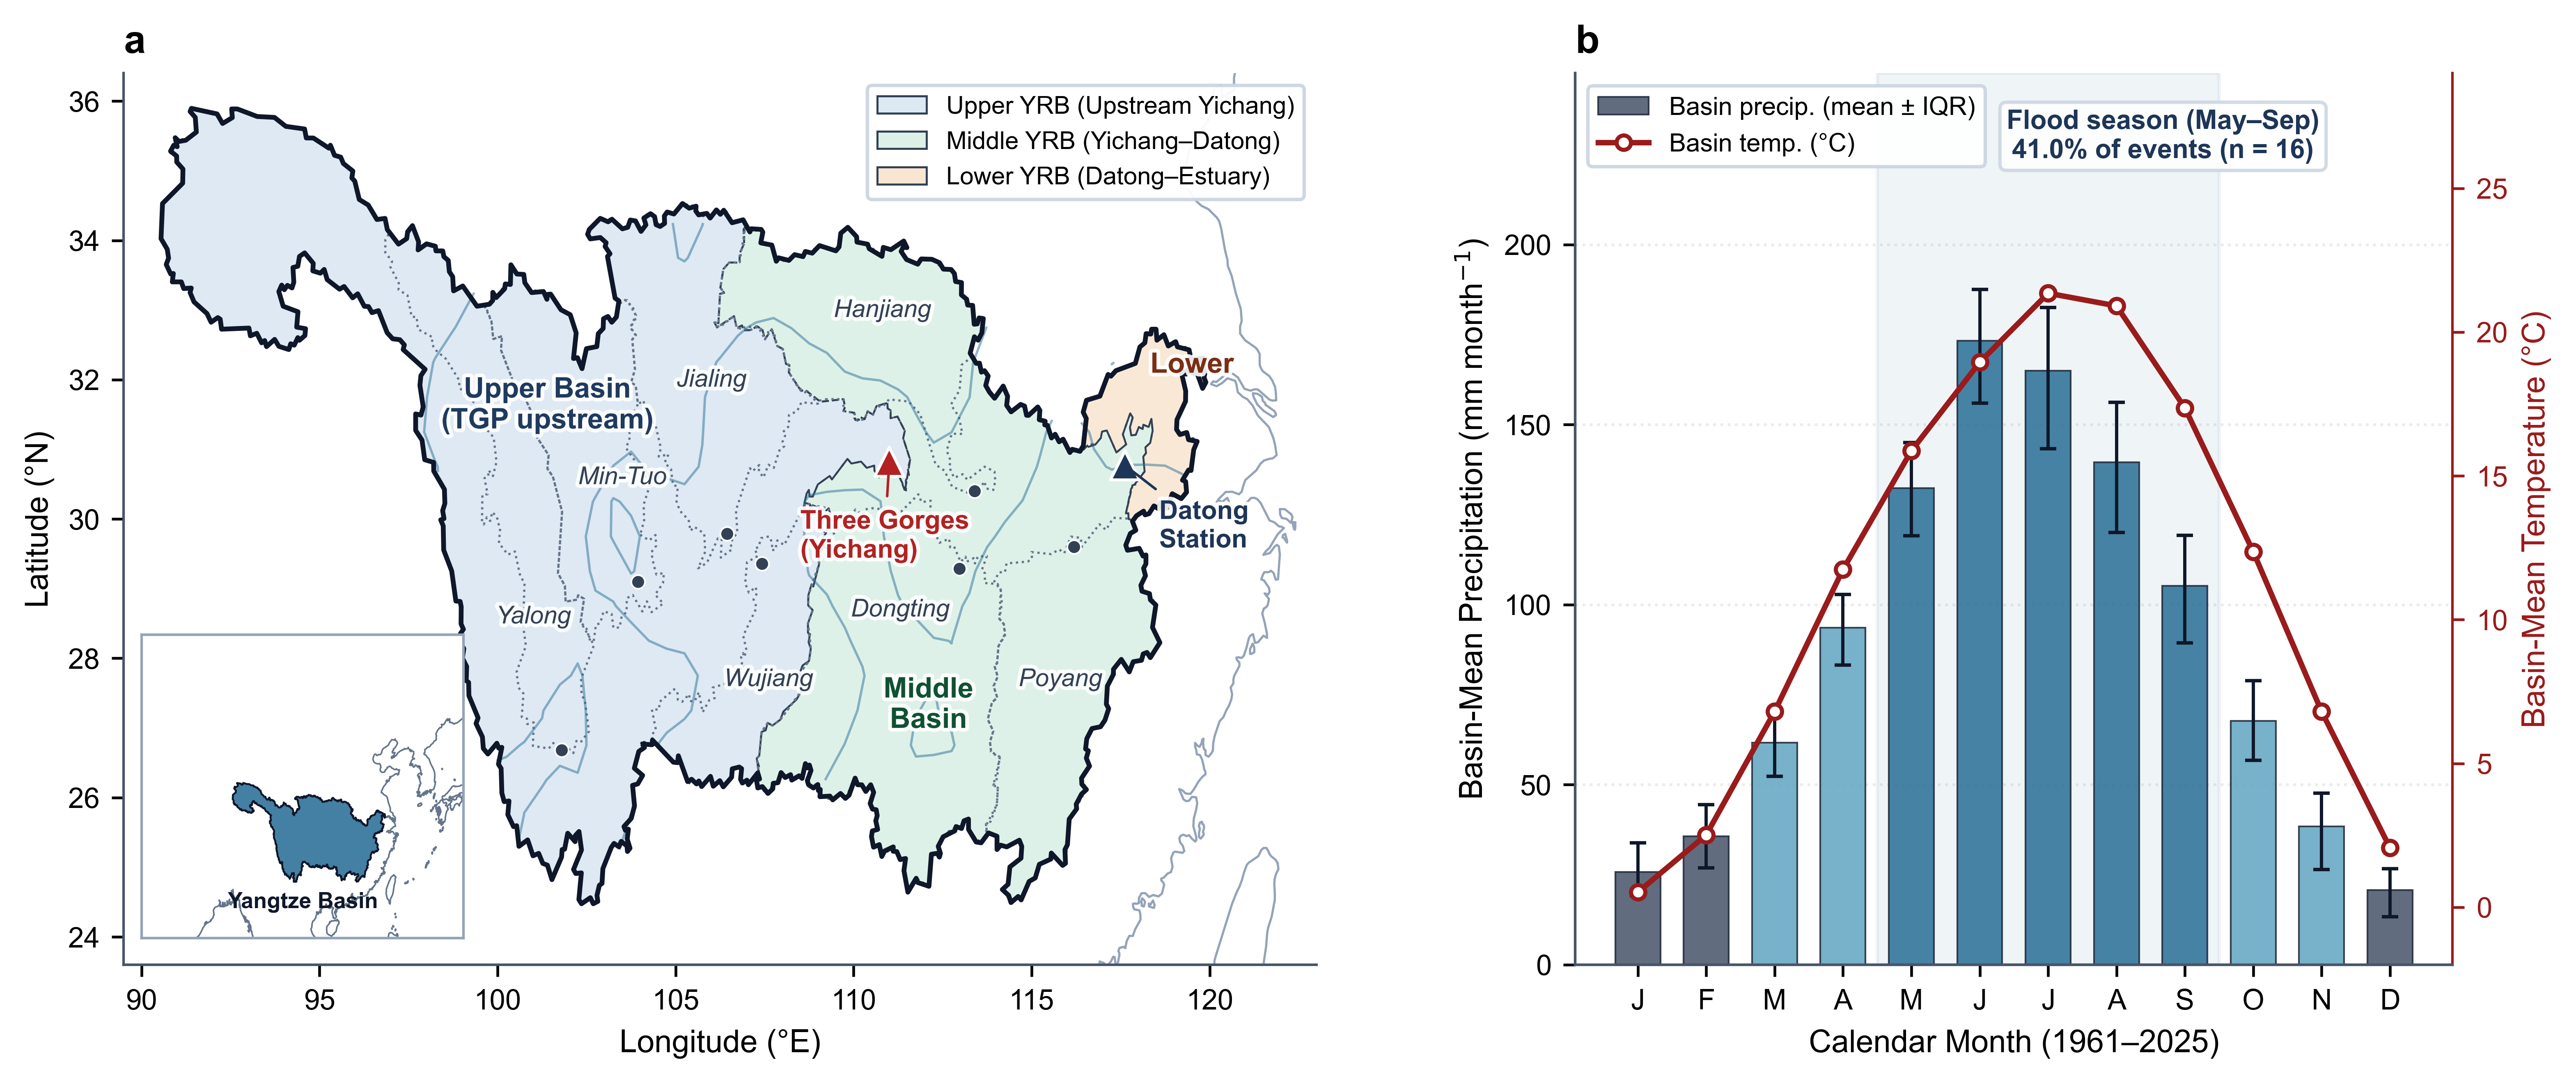 a
36
34
32
30
28
26
24
Latitude (°N)
90
95
100
105
110
115
120
Longitude (°E)
Upper YRB (Upstream Yichang)
Middle YRB (Yichang–Datong)
Lower YRB (Datong–Estuary)
Hanjiang
Lower
Jialing
Upper Basin
(TGP upstream)
Min-Tuo
Three Gorges
(Yichang)
Datong
Station
Yalong
Dongting
Wujiang
Middle
Basin
Poyang
Yangtze Basin
b
Basin precip. (mean ± IQR)
Basin temp. (°C)
Flood season (May–Sep)
41.0% of events (n = 16)
200
150
100
50
0
Basin-Mean Precipitation (mm month⁻¹)
25
20
15
10
5
0
Basin-Mean Temperature (°C)
J
F
M
A
M
J
J
A
S
O
N
D
Calendar Month (1961–2025)